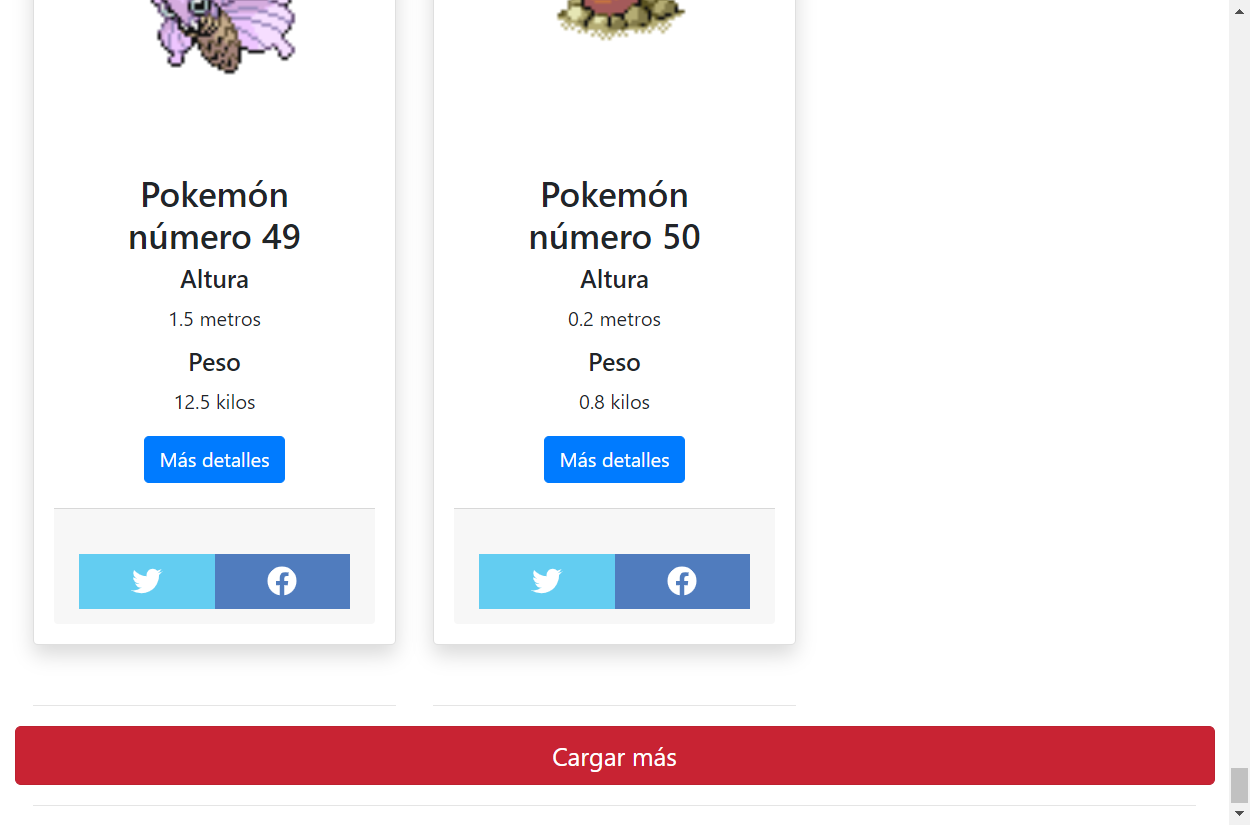 Pokemón
número 49
Altura
1.5 metros
Peso
12.5 kilos
Más detalles
Pokemón
número 50
Altura
0.2 metros
Peso
0.8 kilos
Más detalles
Cargar más